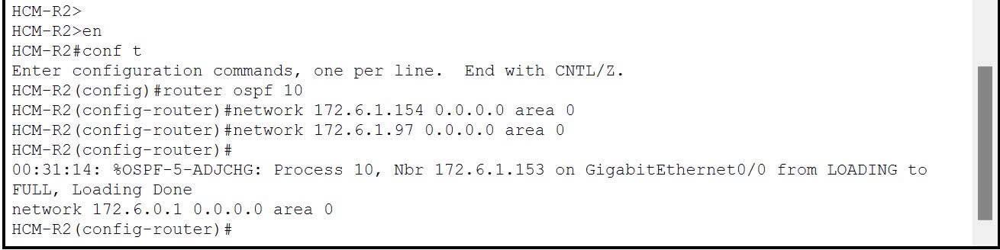 HCM-R2>
HCM-R2>en
HCM-R2#conf t
Enter configuration commands, one per line.  End with CNTL/Z.
HCM-R2(config)#router ospf 10
HCM-R2(config-router)#network 172.6.1.154 0.0.0.0 area 0
HCM-R2(config-router)#network 172.6.1.97 0.0.0.0 area 0
HCM-R2(config-router)#
00:31:14: %OSPF-5-ADJCHG: Process 10, Nbr 172.6.1.153 on GigabitEthernet0/0 from LOADING to
FULL, Loading Done
network 172.6.0.1 0.0.0.0 area 0
HCM-R2(config-router)#